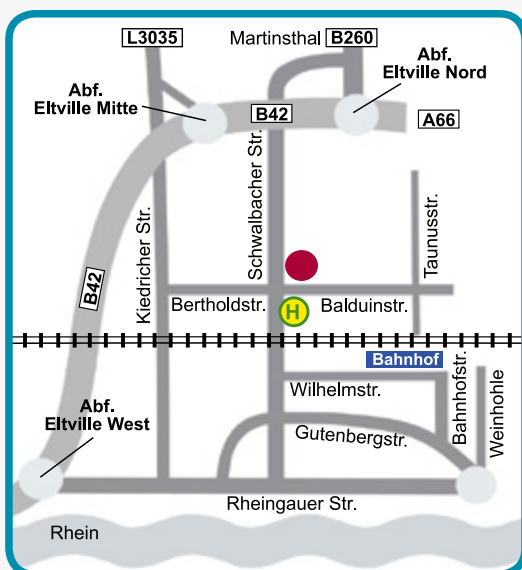 L3035
Martinsthal B260
Abf.
Eltville Nord
Abf.
Eltville Mitte
B42
A66
Kiedricher Str.
Schwalbacher Str.
Taunusstr.
B42
Bertholdstr.
H
Balduinstr.
Bahnhof
Wilhelmstr.
Bahnhofstr.
Weinhohle
Abf.
Eltville West
Gutenbergstr.
Rheingauer Str.
Rhein